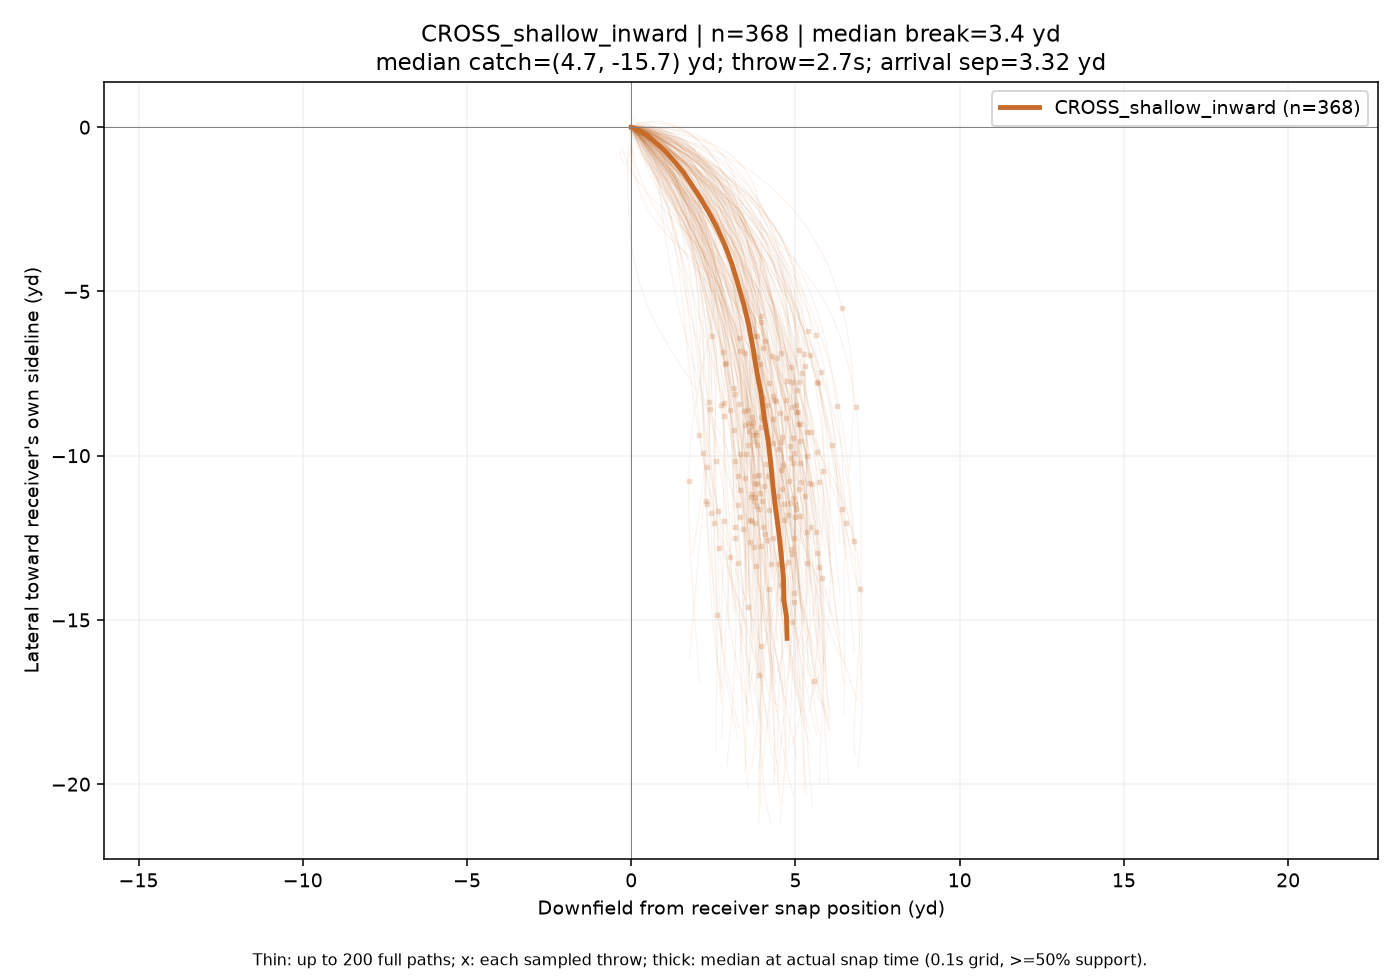 CROSS_shallow_inward | n=368 | median break=3.4 yd
median catch=(4.7, -15.7) yd; throw=2.7s; arrival sep=3.32 yd
CROSS_shallow_inward (n=368)
Lateral toward receiver's own sideline (yd)
0
−5
−10
−15
−20
−15
−10
−5
0
5
10
15
20
Downfield from receiver snap position (yd)
Thin: up to 200 full paths; x: each sampled throw; thick: median at actual snap time (0.1s grid, >=50% support).